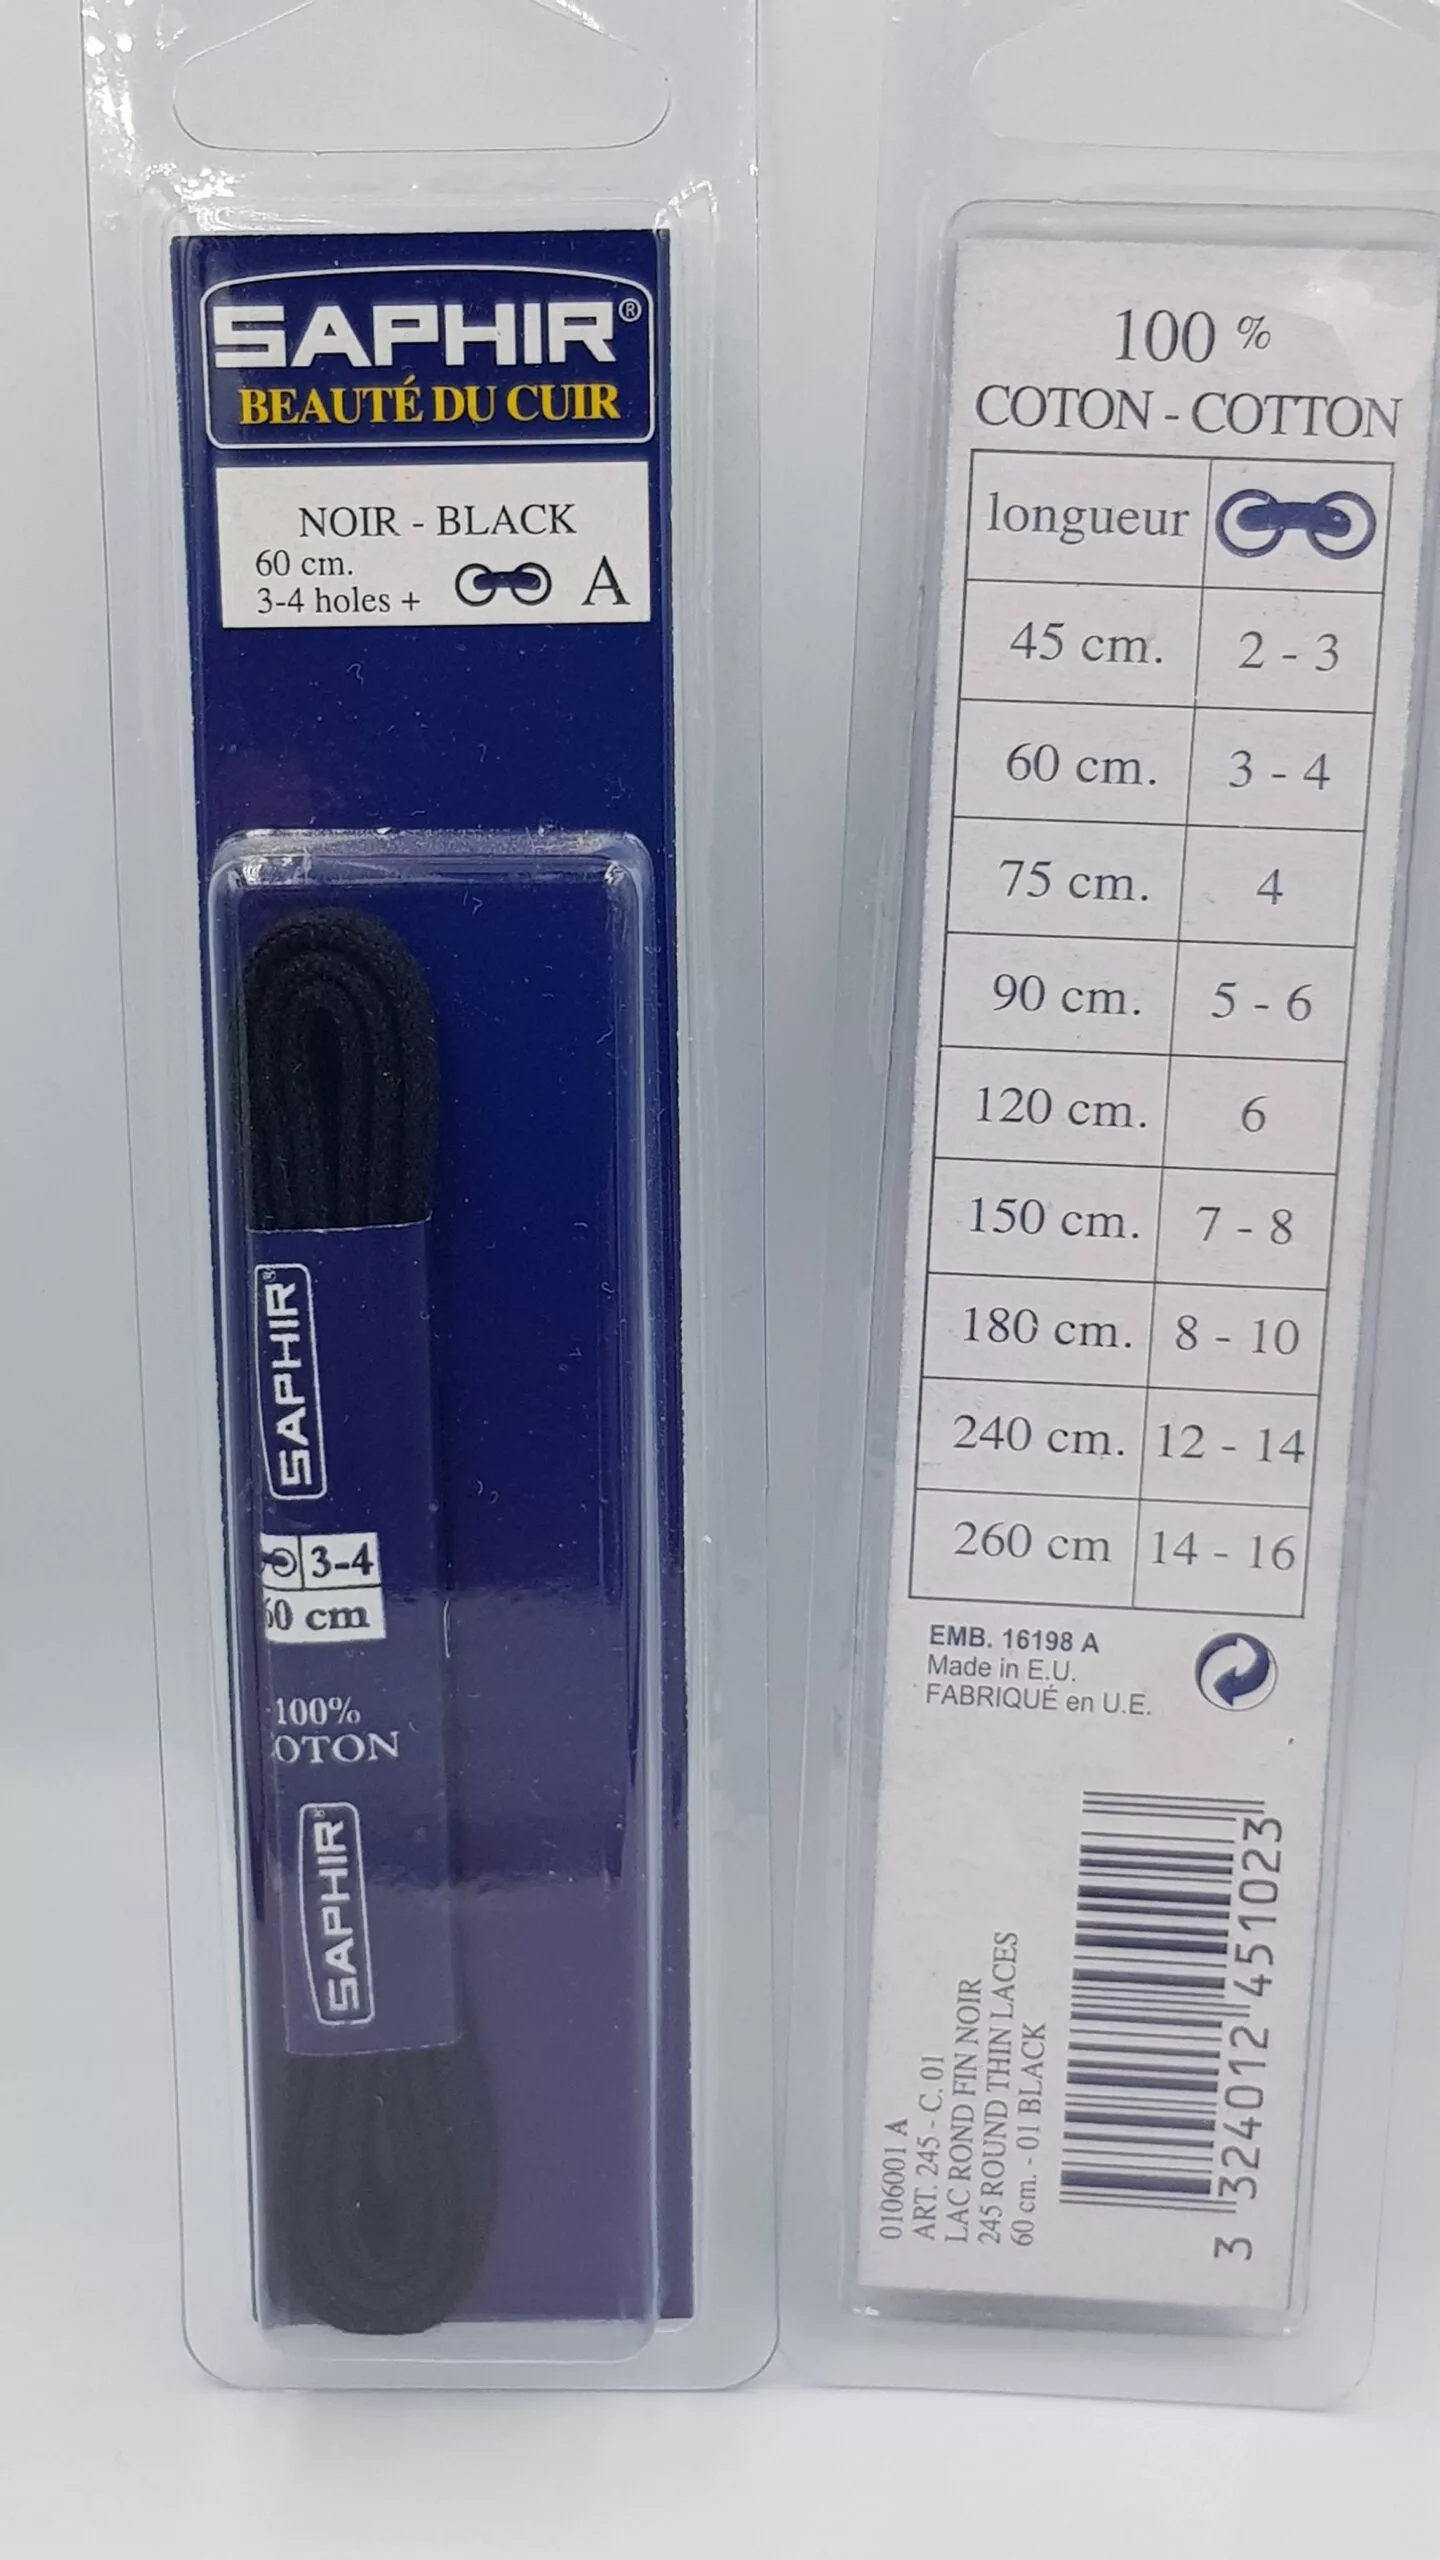 SAPHIR®
BEAUTÉ DU CUIR
NOIR - BLACK
60 cm.
3-4 holes + A
SAPHIR®
3-4
60 cm
100%
OTON
SAPHIR®
100 %
COTON - COTTON
longueur
45 cm. 2 - 3
60 cm. 3 - 4
75 cm. 4
90 cm. 5 - 6
120 cm. 6
150 cm. 7 - 8
180 cm. 8 - 10
240 cm. 12 - 14
260 cm 14 - 16
EMB. 16198 A
Made in E.U.
FABRIQUÉ en U.E.
0106001 A
ART. 245 - C. 01
LAC ROND FIN NOIR
245 ROUND THIN LACES
60 cm. - 01 BLACK
3 324012 451023